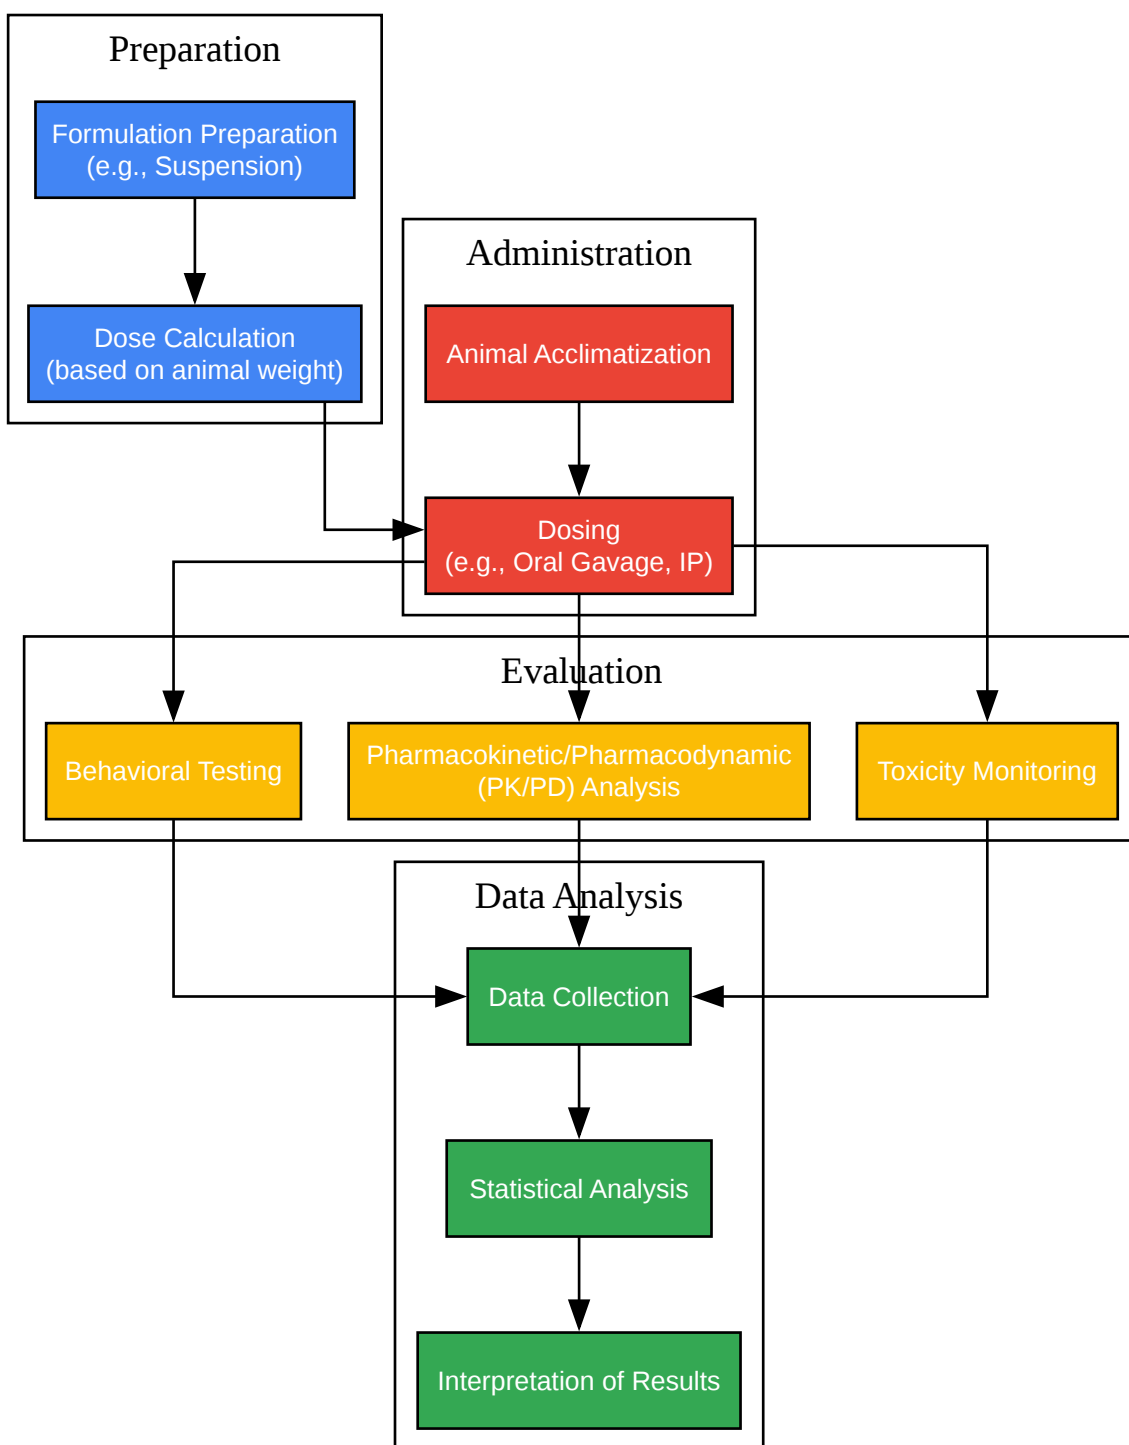 Preparation
Formulation Preparation
(e.g., Suspension)
Dose Calculation
(based on animal weight)
Administration
Animal Acclimatization
Dosing
(e.g., Oral Gavage, IP)
Evaluation
Behavioral Testing
Pharmacokinetic/Pharmacodynamic
(PK/PD) Analysis
Toxicity Monitoring
Data Analysis
Data Collection
Statistical Analysis
Interpretation of Results